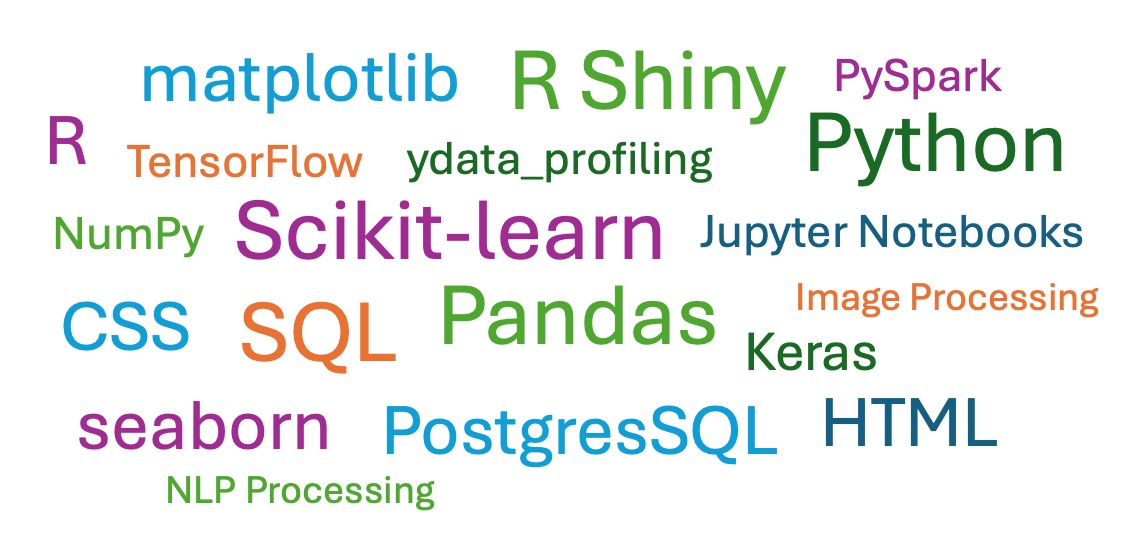 matplotlib R Shiny PySpark
R TensorFlow ydata_profiling Python
NumPy Scikit-learn Jupyter Notebooks
CSS SQL Pandas Image Processing
Keras
seaborn PostgresSQL HTML
NLP Processing